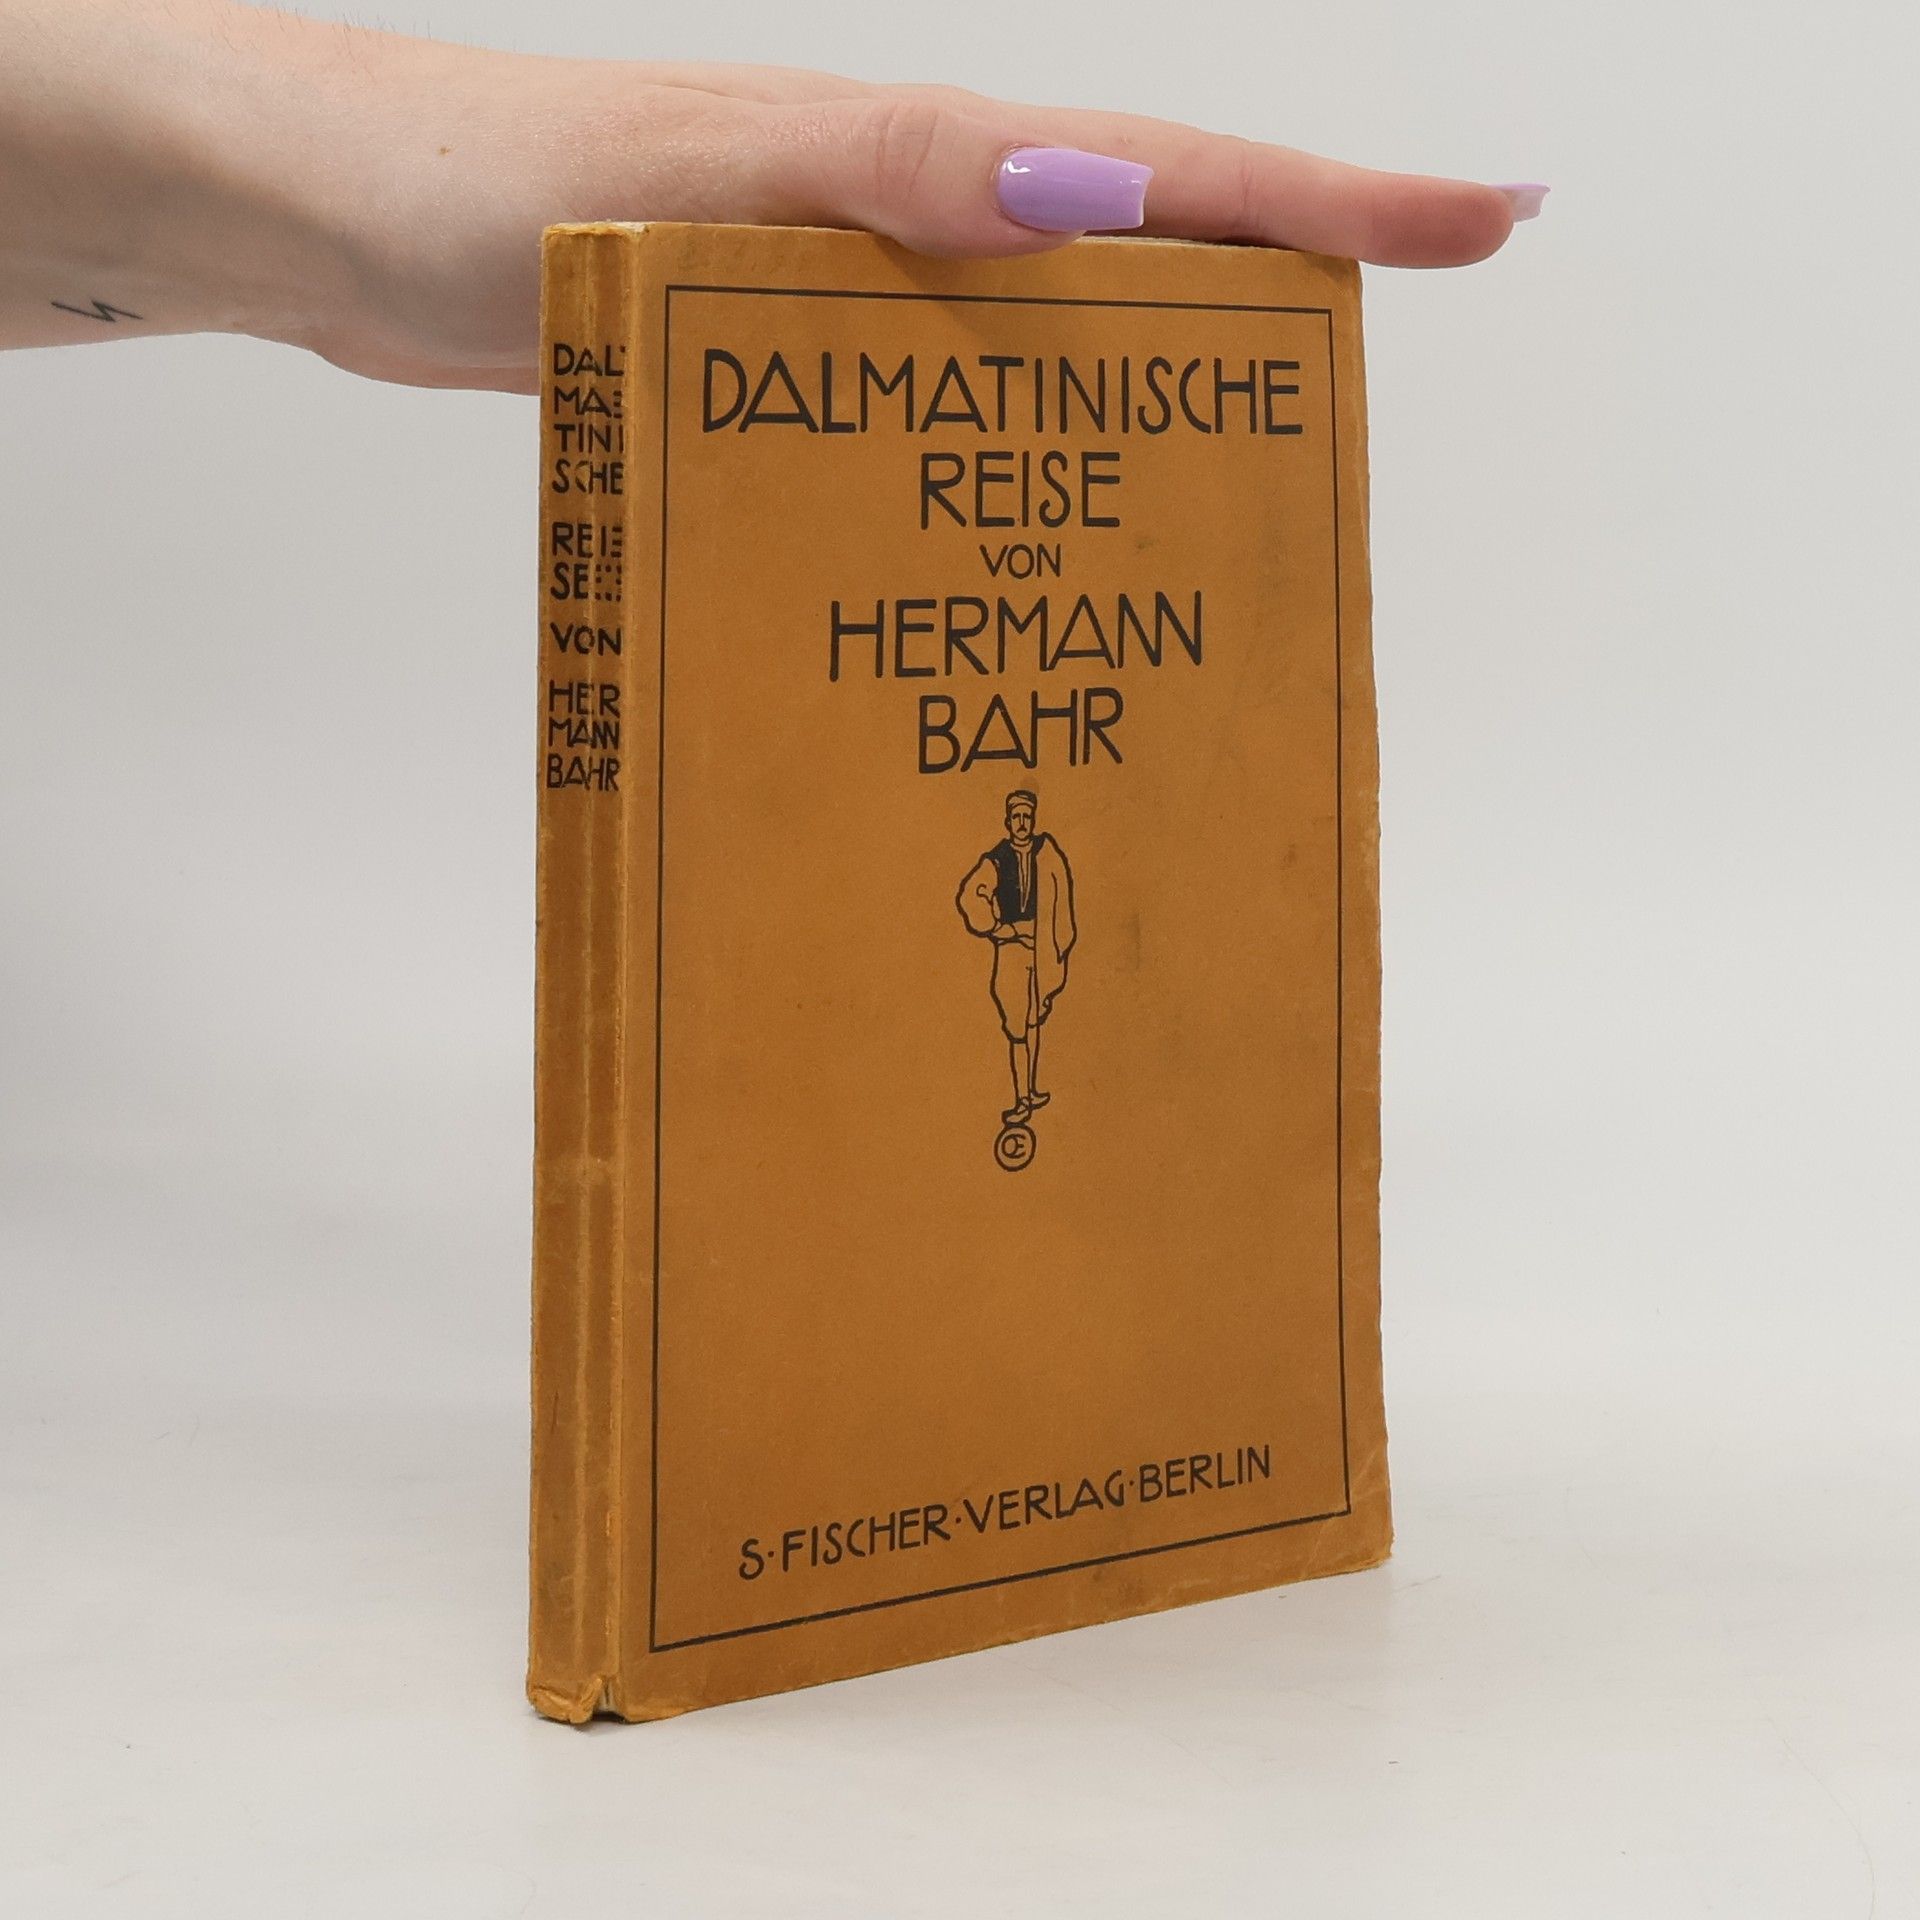 DALMATINISCHE
REISE
VON
HERMANN
BAHR
S·FISCHER·VERLAG·BERLIN
DAL
MA
TINI
SCHE
REI
SE
VON
HER
MANN
BAHR